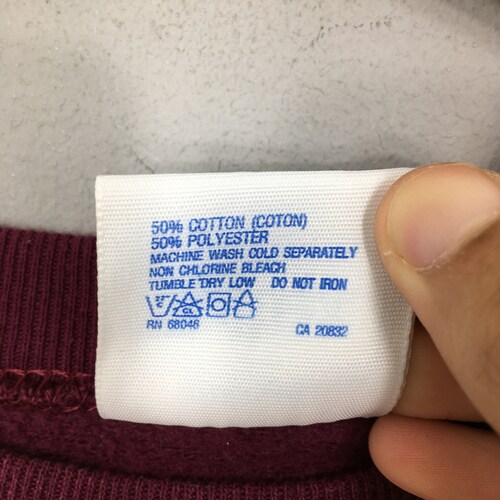 50% COTTON (COTON)
50% POLYESTER
MACHINE WASH COLD SEPARATELY
NON CHLORINE BLEACH
TUMBLE DRY LOW DO NOT IRON
CL
RN 68046 CA 20832